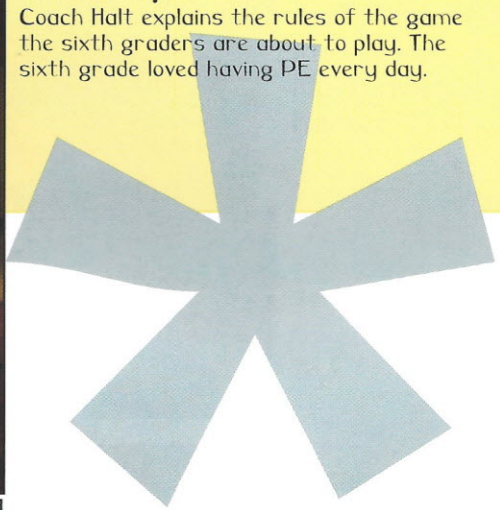 Coach Halt explains the rules of the game
the sixth graders are about to play. The
sixth grade loved having PE every day.